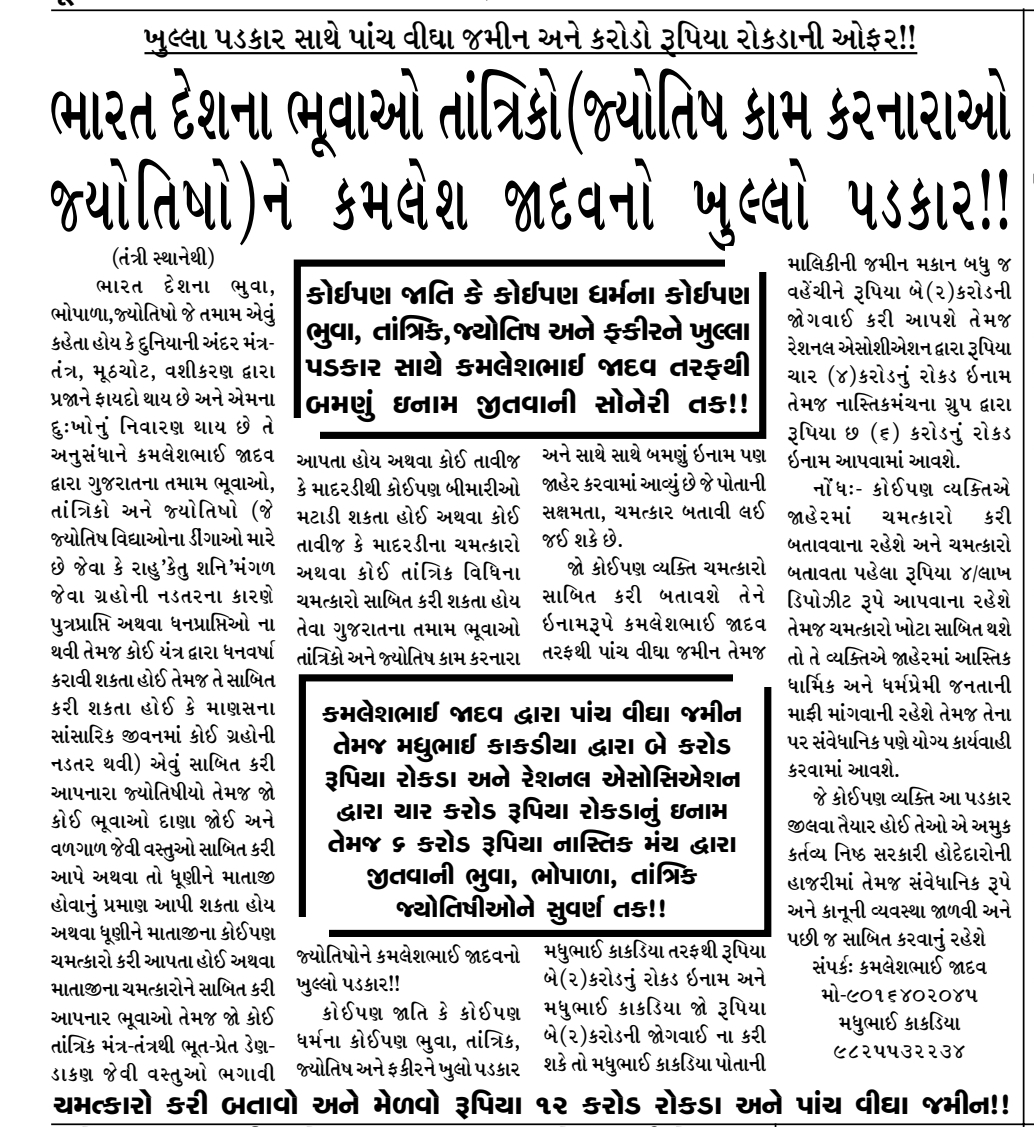 ખુલ્લા પડકાર સાથે પાંચ વીઘા જમીન અને કરોડો રૂપિયા રોકડાની ઓફર!!
ભારત દેશના ભૂવાઓ તાંત્રિકો(જ્યોતિષ કામ કરનારાઓ
જ્યોતિષો)ને કમલેશ જાદવનો ખુલ્લો પડકાર!!
(તંત્રી સ્થાનેથી)
ભારત દેશના ભુવા,
ભોપાળા,જ્યોતિષો જે તમામ એવું
કહેતા હોય કે દુનિયાની અંદર મંત્ર-
તંત્ર, મૂઠચોટ, વશીકરણ દ્વારા
પ્રજાને ફાયદો થાય છે અને એમના
દુઃખોનું નિવારણ થાય છે તે
અનુસંધાને કમલેશભાઈ જાદવ
દ્વારા ગુજરાતના તમામ ભૂવાઓ,
તાંત્રિકો અને જ્યોતિષો (જે
જ્યોતિષ વિદ્યાઓના ડીંગાઓ મારે
છે જેવા કે રાહુ'કેતુ શનિ'મંગળ
જેવા ગ્રહોની નડતરના કારણે
પુત્રપ્રાપ્તિ અથવા ધનપ્રાપ્તિઓ ના
થવી તેમજ કોઈ યંત્ર દ્વારા ધનવર્ષા
કરાવી શકતા હોઈ તેમજ તે સાબિત
કરી શકતા હોઈ કે માણસના
સાંસારિક જીવનમાં કોઈ ગ્રહોની
નડતર થવી) એવું સાબિત કરી
આપનારા જ્યોતિષીયો તેમજ જો
કોઈ ભૂવાઓ દાણા જોઈ અને
વળગાળ જેવી વસ્તુઓ સાબિત કરી
આપે અથવા તો ધૂણીને માતાજી
હોવાનું પ્રમાણ આપી શકતા હોય
અથવા ધૂણીને માતાજીના કોઈપણ
ચમત્કારો કરી આપતા હોઈ અથવા
માતાજીના ચમત્કારોને સાબિત કરી
આપનાર ભૂવાઓ તેમજ જો કોઈ
તાંત્રિક મંત્ર-તંત્રથી ભૂત-પ્રેત ડેણ-
ડાકણ જેવી વસ્તુઓ ભગાવી
કોઈપણ જાતિ કે કોઈપણ ધર્મના કોઈપણ
ભુવા, તાંત્રિક,જ્યોતિષ અને ફકીરને ખુલ્લા
પડકાર સાથે કમલેશભાઈ જાદવ તરફથી
બમણું ઇનામ જીતવાની સોનેરી તક!!
આપતા હોય અથવા કોઈ તાવીજ
કે માદરડીથી કોઈપણ બીમારીઓ
મટાડી શકતા હોઈ અથવા કોઈ
તાવીજ કે માદરડીના ચમત્કારો
અથવા કોઈ તાંત્રિક વિધિના
ચમત્કારો સાબિત કરી શકતા હોય
તેવા ગુજરાતના તમામ ભૂવાઓ
તાંત્રિકો અને જ્યોતિષ કામ કરનારા
કમલેશભાઈ જાદવ દ્વારા પાંચ વીઘા જમીન
તેમજ મધુભાઈ કાકડીયા દ્વારા બે કરોડ
રૂપિયા રોકડા અને રેશનલ એસોસિએશન
દ્વારા ચાર કરોડ રૂપિયા રોકડાનું ઇનામ
તેમજ ૬ કરોડ રૂપિયા નાસ્તિક મંચ દ્વારા
જીતવાની ભુવા, ભોપાળા, તાંત્રિક
જ્યોતિષીઓને સુવર્ણ તક!!
જ્યોતિષોને કમલેશભાઈ જાદવનો
ખુલ્લો પડકાર!!
કોઈપણ જાતિ કે કોઈપણ
ધર્મના કોઈપણ ભુવા, તાંત્રિક,
જ્યોતિષ અને ફકીરને ખુલો પડકાર
અને સાથે સાથે બમણું ઇનામ પણ
જાહેર કરવામાં આવ્યું છે જે પોતાની
સક્ષમતા, ચમત્કાર બતાવી લઈ
જઈ શકે છે.
જો કોઈપણ વ્યક્તિ ચમત્કારો
સાબિત કરી બતાવશે તેને
ઇનામરૂપે કમલેશભાઈ જાદવ
તરફથી પાંચ વીઘા જમીન તેમજ
મધુભાઈ કાકડિયા તરફથી રૂપિયા
બે(૨)કરોડનું રોકડ ઇનામ અને
મધુભાઈ કાકડિયા જો રૂપિયા
બે(૨)કરોડની જોગવાઈ ના કરી
શકે તો મધુભાઈ કાકડિયા પોતાની
માલિકીની જમીન મકાન બધુ જ
વહેંચીને રૂપિયા બે(૨)કરોડની
જોગવાઈ કરી આપશે તેમજ
રેશનલ એસોશીએશન દ્વારા રૂપિયા
ચાર (૪)કરોડનું રોકડ ઇનામ
તેમજ નાસ્તિકમંચના ગ્રુપ દ્વારા
રૂપિયા છ (૬) કરોડનું રોકડ
ઇનામ આપવામાં આવશે.
નોંધઃ- કોઈપણ વ્યક્તિએ
જાહેરમાં ચમત્કારો કરી
બતાવવાના રહેશે અને ચમત્કારો
બતાવતા પહેલા રૂપિયા ૪/લાખ
ડિપોઝીટ રૂપે આપવાના રહેશે
તેમજ ચમત્કારો ખોટા સાબિત થશે
તો તે વ્યક્તિએ જાહેરમાં આસ્તિક
ધાર્મિક અને ધર્મપ્રેમી જનતાની
માફી માંગવાની રહેશે તેમજ તેના
પર સંવેધાનિક પણે યોગ્ય કાર્યવાહી
કરવામાં આવશે.
જે કોઈપણ વ્યક્તિ આ પડકાર
જીલવા તૈયાર હોઈ તેઓ એ અમુક
કર્તવ્ય નિષ્ઠ સરકારી હોદેદારોની
હાજરીમાં તેમજ સંવેધાનિક રૂપે
અને કાનૂની વ્યવસ્થા જાળવી અને
પછી જ સાબિત કરવાનું રહેશે
સંપર્કઃ કમલેશભાઈ જાદવ
મો-૯૦૧૬૪૦૨૦૪૫
મધુભાઈ કાકડિયા
૯૮૨૫૫૩૨૨૩૪
ચમત્કારો કરી બતાવો અને મેળવો રૂપિયા ૧૨ કરોડ રોકડા અને પાંચ વીઘા જમીન!!